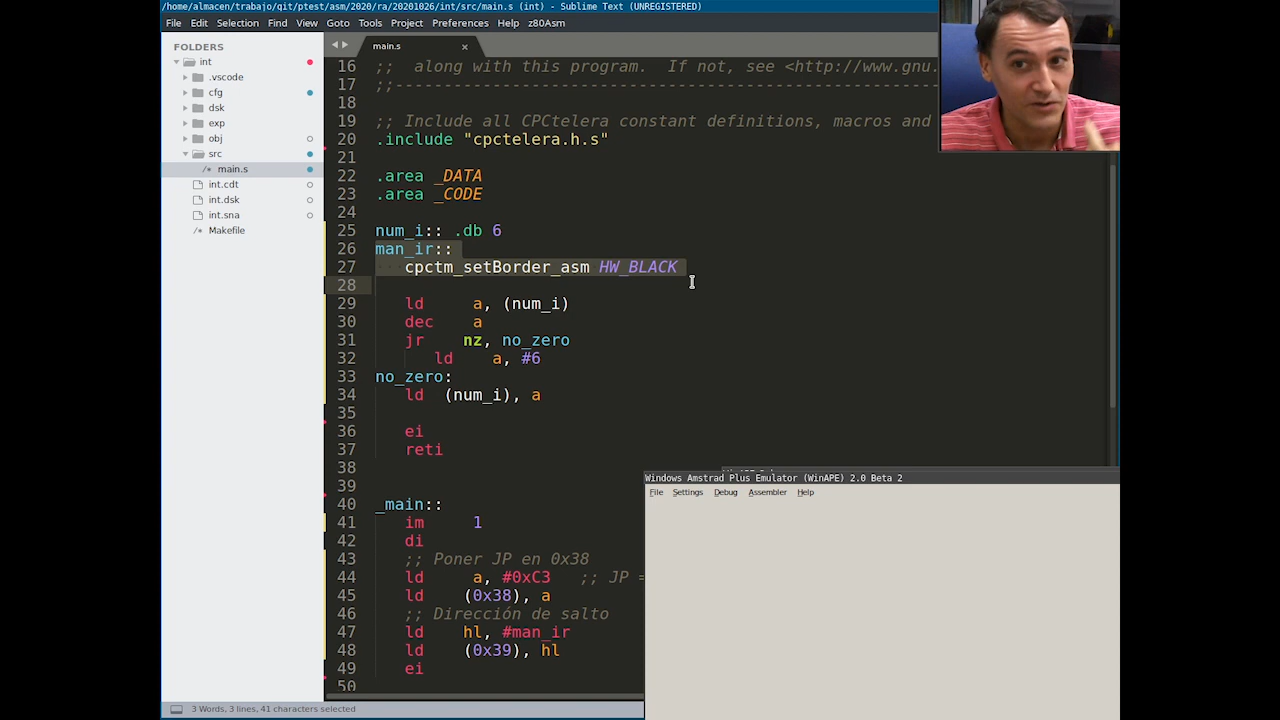 /home/almacen/trabajo/git/ptest/asm/2020/ra/20201026/int/src/main.s (int) - Sublime Text (UNREGISTERED)
File Edit Selection Find View Goto Tools Project Preferences Help z80Asm
FOLDERS
int
.vscode
cfg
dsk
exp
obj
src
/* main.s
int.cdt
int.dsk
int.sna
Makefile
main.s ×
16 ;; along with this program. If not, see <http://www.gnu.
17 ;;------------------------------------------------------
18
19 ;; Include all CPCtelera constant definitions, macros and
20 .include "cpctelera.h.s"
21
22 .area _DATA
23 .area _CODE
24
25 num_i:: .db 6
26 man_ir::
27 cpctm_setBorder_asm HW_BLACK
28
29 ld a, (num_i)
30 dec a
31 jr nz, no_zero
32 ld a, #6
33 no_zero:
34 ld (num_i), a
35
36 ei
37 reti
38
39
40 _main::
41 im 1
42 di
43 ;; Poner JP en 0x38
44 ld a, #0xC3 ;; JP =
45 ld (0x38), a
46 ;; Dirección de salto
47 ld hl, #man_ir
48 ld (0x39), hl
49 ei
50
Windows Amstrad Plus Emulator (WinAPE) 2.0 Beta 2
File Settings Debug Assembler Help
3 Words, 3 lines, 41 characters selected